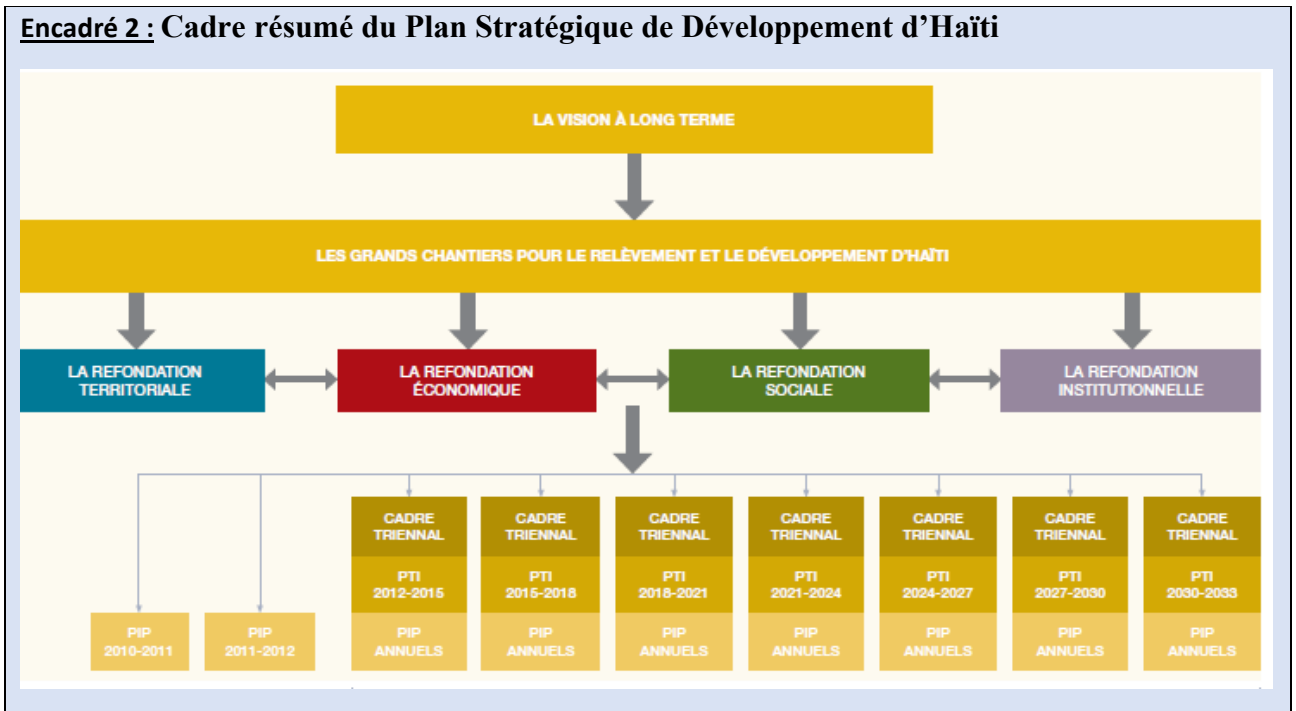 Encadré 2 : Cadre résumé du Plan Stratégique de Développement d’Haïti
LA VISION À LONG TERME
LES GRANDS CHANTIERS POUR LE RELÈVEMENT ET LE DÉVELOPPEMENT D'HAÏTI
LA REFONDATION
TERRITORIALE
LA REFONDATION
ÉCONOMIQUE
LA REFONDATION
SOCIALE
LA REFONDATION
INSTITUTIONNELLE
PIP
2010-2011
PIP
2011-2012
CADRE
TRIENNAL
PTI
2012-2015
PIP
ANNUELS
CADRE
TRIENNAL
PTI
2015-2018
PIP
ANNUELS
CADRE
TRIENNAL
PTI
2018-2021
PIP
ANNUELS
CADRE
TRIENNAL
PTI
2021-2024
PIP
ANNUELS
CADRE
TRIENNAL
PTI
2024-2027
PIP
ANNUELS
CADRE
TRIENNAL
PTI
2027-2030
PIP
ANNUELS
CADRE
TRIENNAL
PTI
2030-2033
PIP
ANNUELS